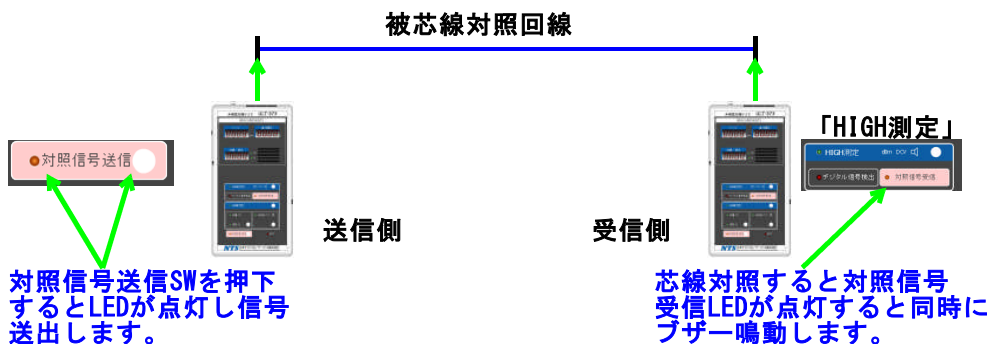 被芯線対照回線
「HIGH測定」
対照信号送信
HIGH測定 dBm DCV
デジタル信号検出 対照信号受信
送信側
受信側
NTS
NTS
対照信号送信SWを押下
するとLEDが点灯し信号
送出します。
芯線対照すると対照信号
受信LEDが点灯すると同時に
ブザー鳴動します。